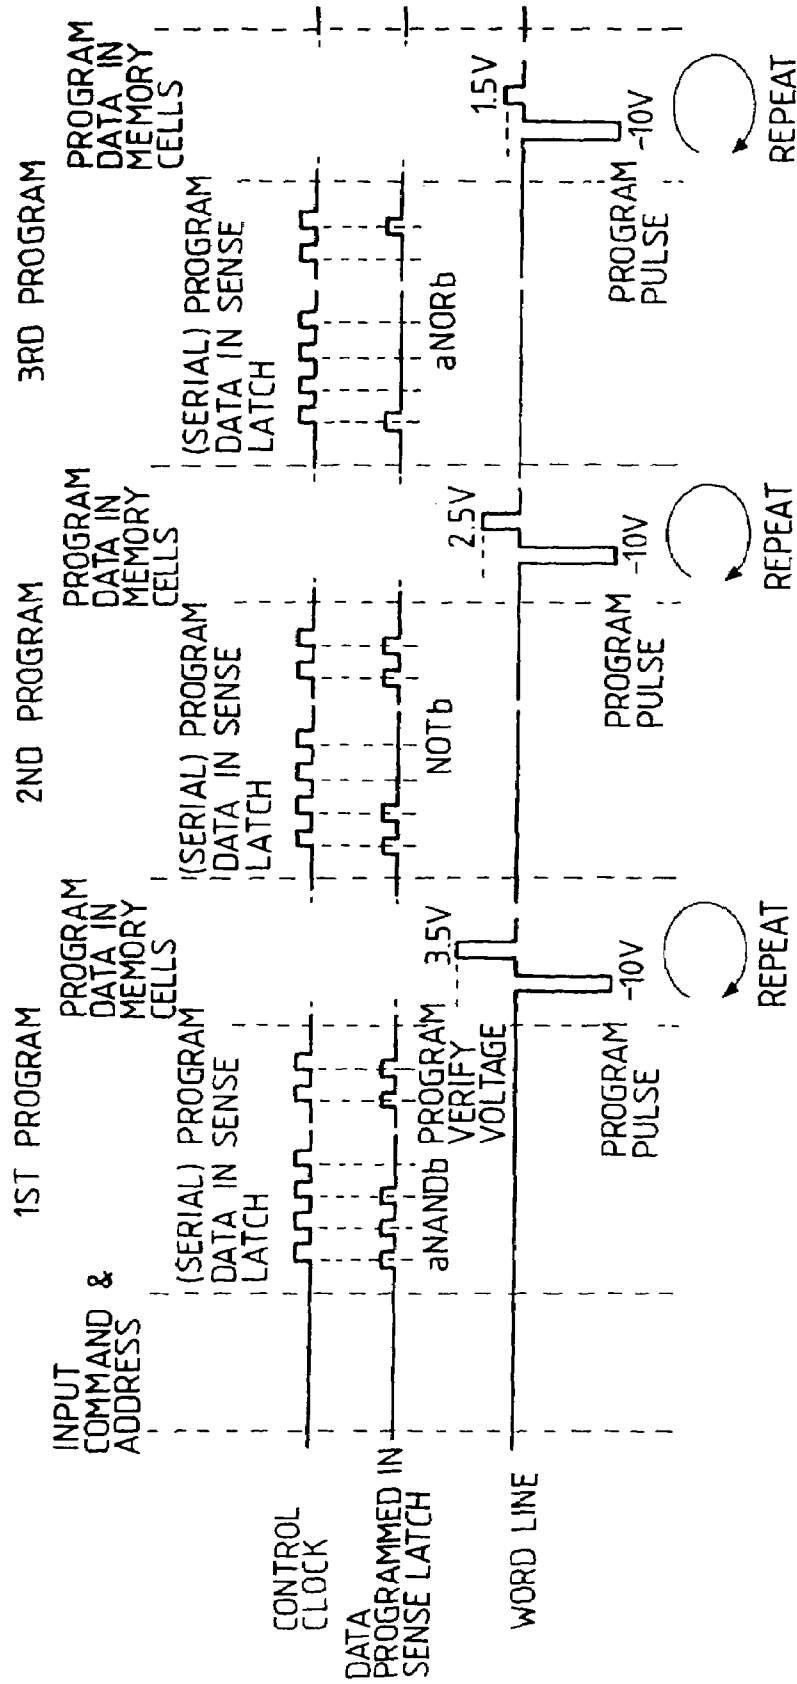 1ST PROGRAM
2ND PROGRAM
3RD PROGRAM
INPUT
COMMAND &
ADDRESS
(SERIAL) PROGRAM
DATA IN SENSE
LATCH
PROGRAM
DATA IN
MEMORY
CELLS
(SERIAL) PROGRAM
DATA IN SENSE
LATCH
PROGRAM
DATA IN
MEMORY
CELLS
(SERIAL) PROGRAM
DATA IN SENSE
LATCH
PROGRAM
DATA IN
MEMORY
CELLS
CONTROL
CLOCK
DATA
PROGRAMMED IN
SENSE LATCH
aNANDb
NOTb
aNORb
PROGRAM
VERIFY
VOLTAGE
3.5V
2.5V
1.5V
WORD LINE
PROGRAM
PULSE
-10V
PROGRAM
PULSE
-10V
PROGRAM
PULSE
-10V
REPEAT
REPEAT
REPEAT